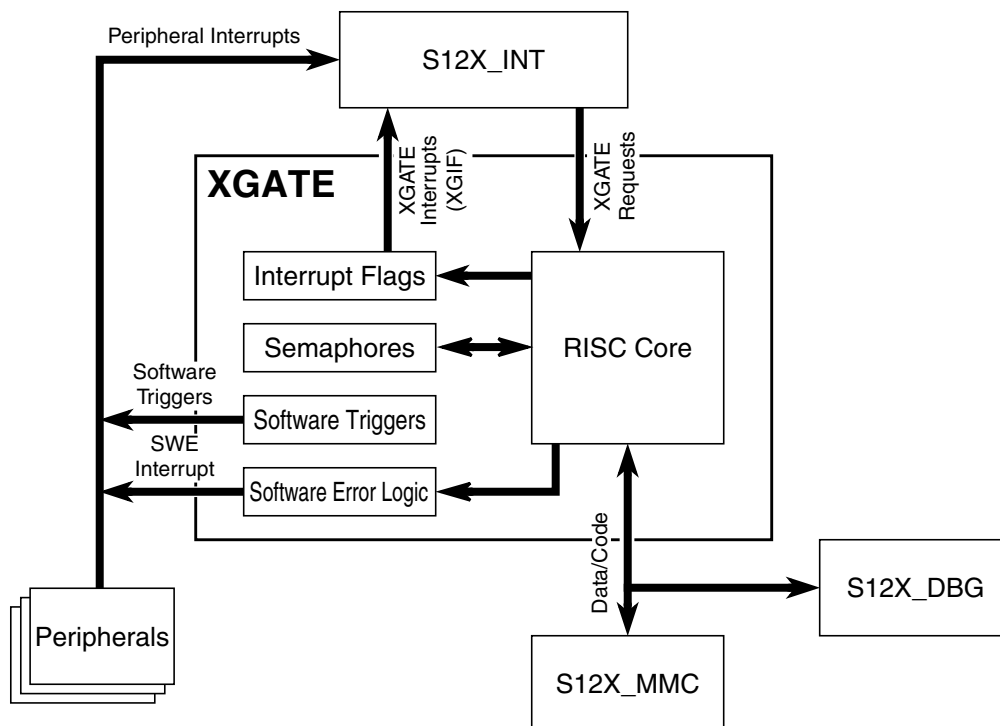 Peripheral Interrupts
S12X_INT
XGATE
Interrupts
(XGIF)
XGATE
Requests
XGATE
Interrupt Flags
Semaphores
RISC Core
Software
Triggers
Software Triggers
SWE
Interrupt
Software Error Logic
Data/Code
S12X_DBG
Peripherals
S12X_MMC